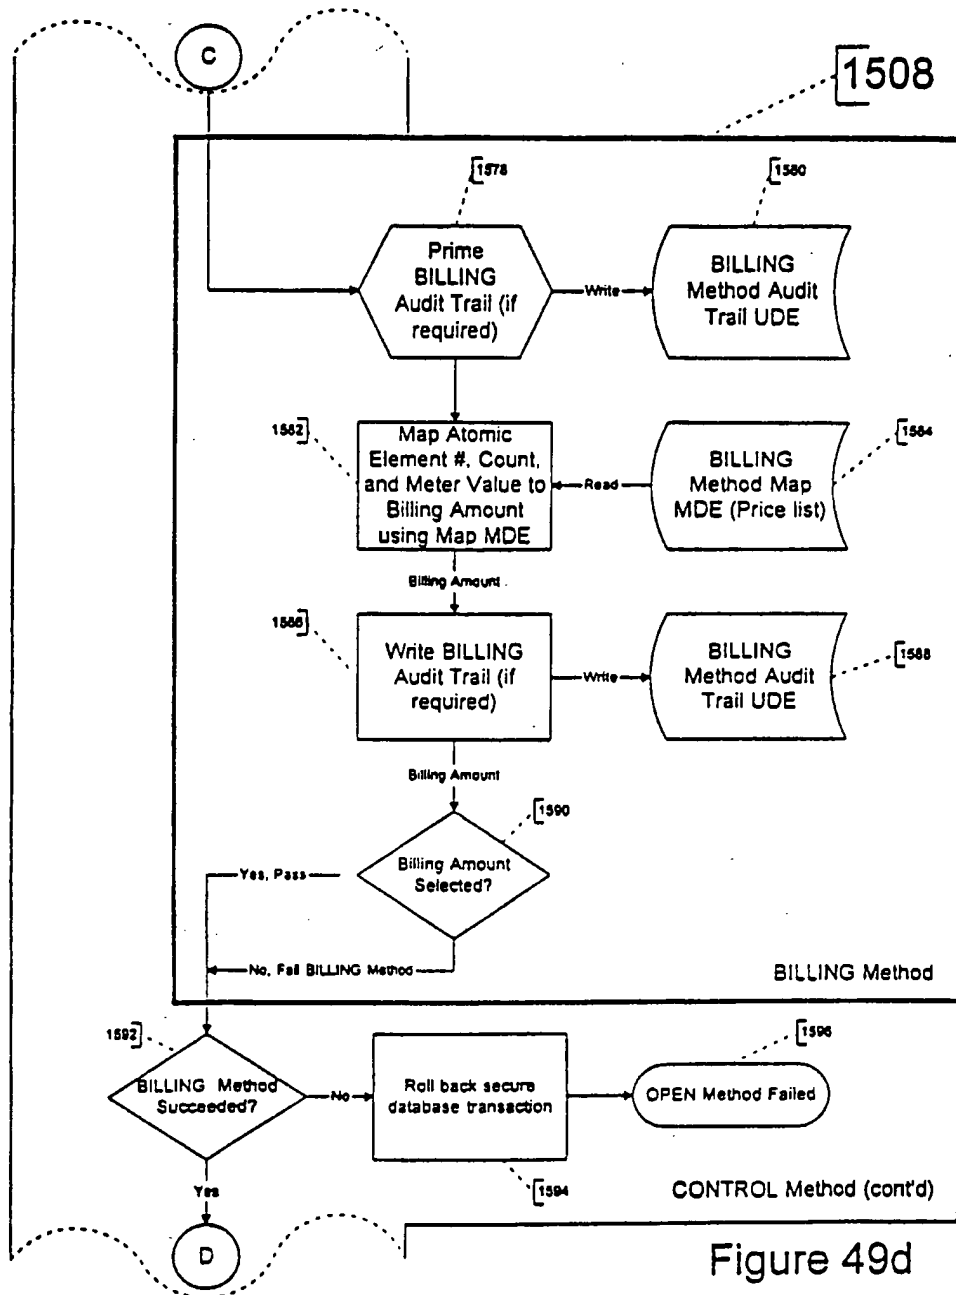 C
1508
1578
1580
Prime
BILLING
Audit Trail (if
required)
Write
BILLING
Method Audit
Trail UDE
1582
1584
Map Atomic
Element #, Count,
and Meter Value to
Billing Amount
using Map MDE
Read
BILLING
Method Map
MDE (Price list)
Billing Amount
1586
1588
Write BILLING
Audit Trail (if
required)
Write
BILLING
Method Audit
Trail UDE
Billing Amount
1590
Billing Amount
Selected?
Yes, Pass
No, Fail BILLING Method
BILLING Method
1592
1596
BILLING Method
Succeeded?
No
Roll back secure
database transaction
OPEN Method Failed
Yes
1594
CONTROL Method (cont'd)
D
Figure 49d